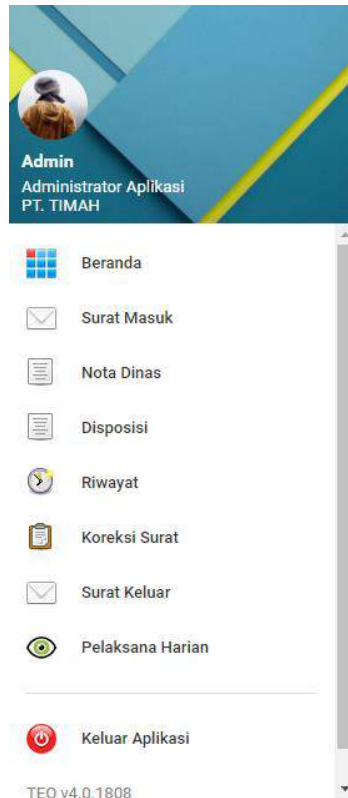 Admin
Administrator Aplikasi
PT. TIMAH
Beranda
Surat Masuk
Nota Dinas
Disposisi
Riwayat
Koreksi Surat
Surat Keluar
Pelaksana Harian
Keluar Aplikasi
TEO v4.0.1808